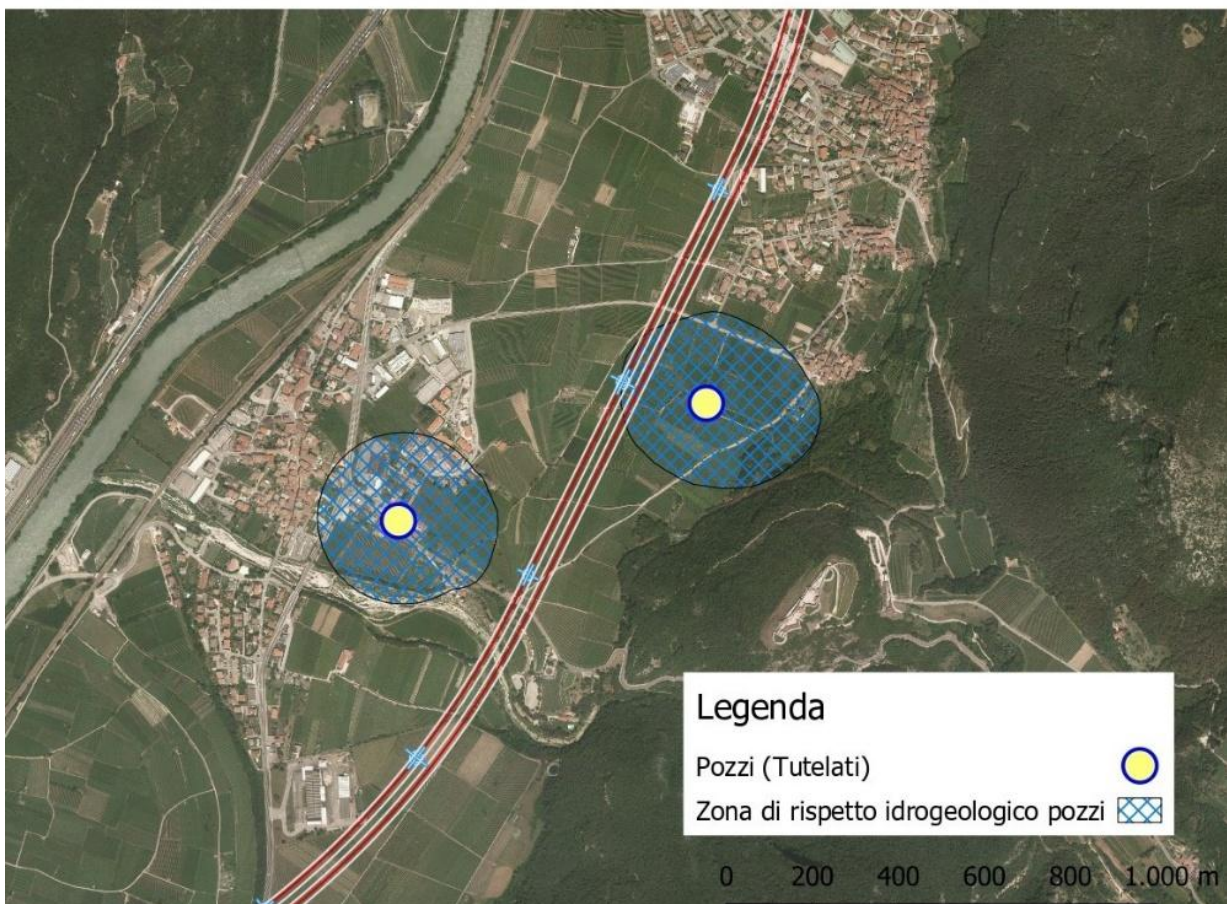 Legenda
Pozzi (Tutelati)
Zona di rispetto idrogeologico pozzi
0 200 400 600 800 1.000 m